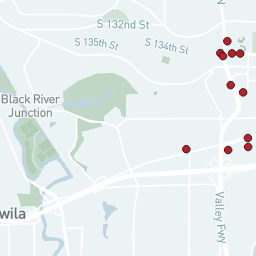 S 132nd St
S 135th St
S 134th St
Black River
Junction
wila
Valley Fwy